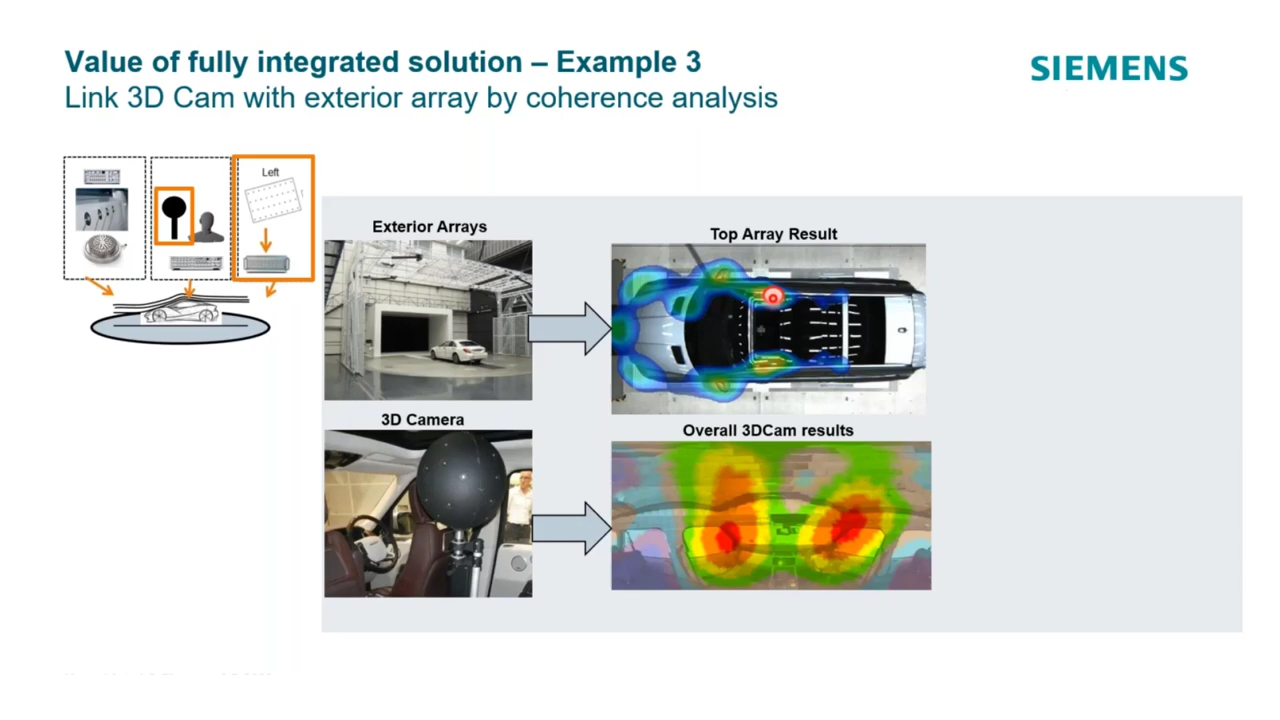 Value of fully integrated solution – Example 3
SIEMENS
Link 3D Cam with exterior array by coherence analysis
Left
Exterior Arrays
Top Array Result
3D Camera
Overall 3DCam results